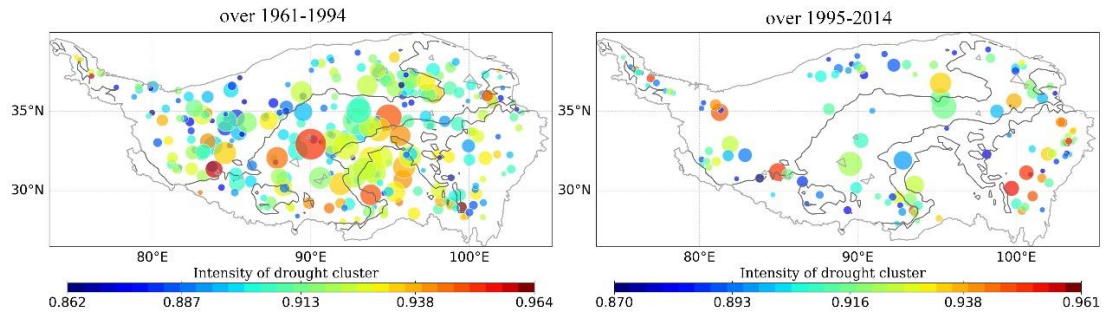 over 1961-1994
35°N
30°N
80°E 90°E 100°E
Intensity of drought cluster
0.862 0.887 0.913 0.938 0.964
over 1995-2014
35°N
30°N
80°E 90°E 100°E
Intensity of drought cluster
0.870 0.893 0.916 0.938 0.961